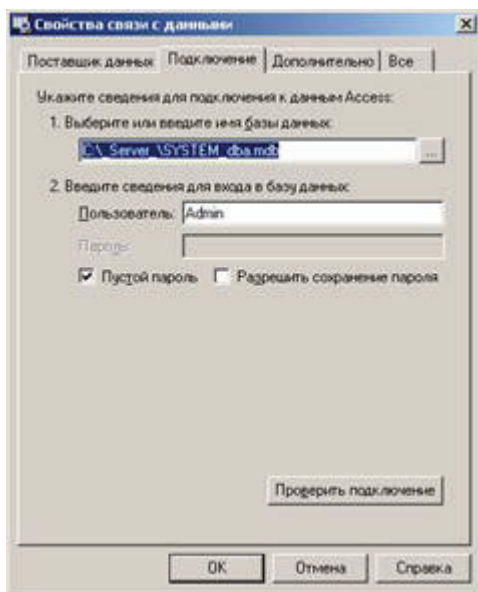 Свойства связи с данными
Поставщик данных Подключение Дополнительно Все
Укажите сведения для подключения к данным Access:
1. Выберите или введите имя базы данных:
C:\_Server_\SYSTEM_dba.mdb ...
2. Введите сведения для входа в базу данных:
Пользователь: Admin
Пароль:
Пустой пароль Разрешить сохранение пароля
Проверить подключение
OK Отмена Справка